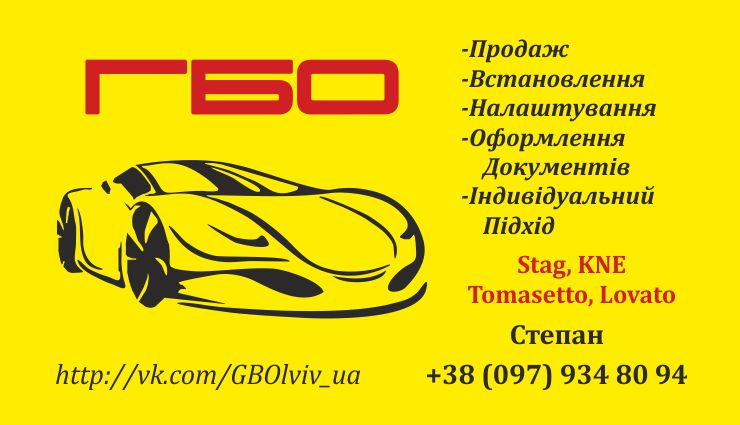 ГБО
-Продаж
-Встановлення
-Налаштування
-Оформлення
Документів
-Індивідуальний
Підхід
Stag, KNE
Tomasetto, Lovato
Степан
http://vk.com/GBOlviv_ua
+38 (097) 934 80 94